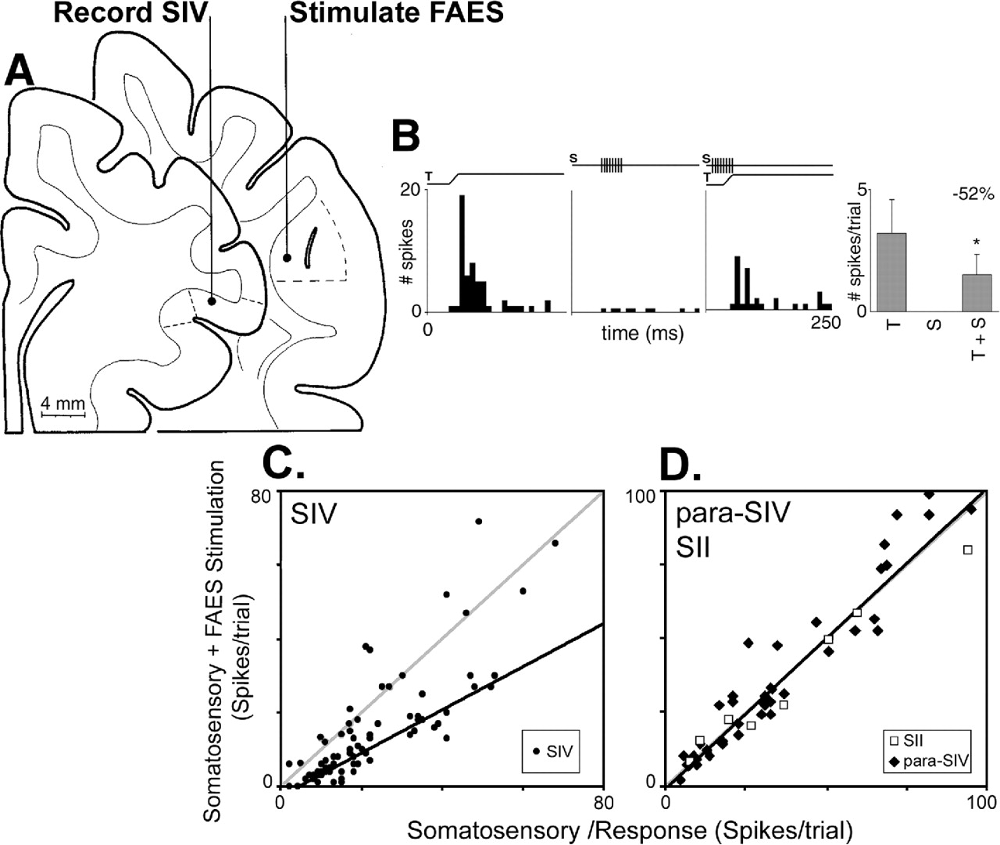 Record SIV
Stimulate FAES
A
4 mm
B
T
S
S
T
20
# spikes
0
0
time (ms)
250
5
# spikes/trial
0
-52%
*
T
S
T + S
C.
SIV
80
0
0
80
SIV
Somatosensory + FAES Stimulation
(Spikes/trial)
D.
para-SIV
SII
100
0
0
100
SII
para-SIV
Somatosensory /Response (Spikes/trial)